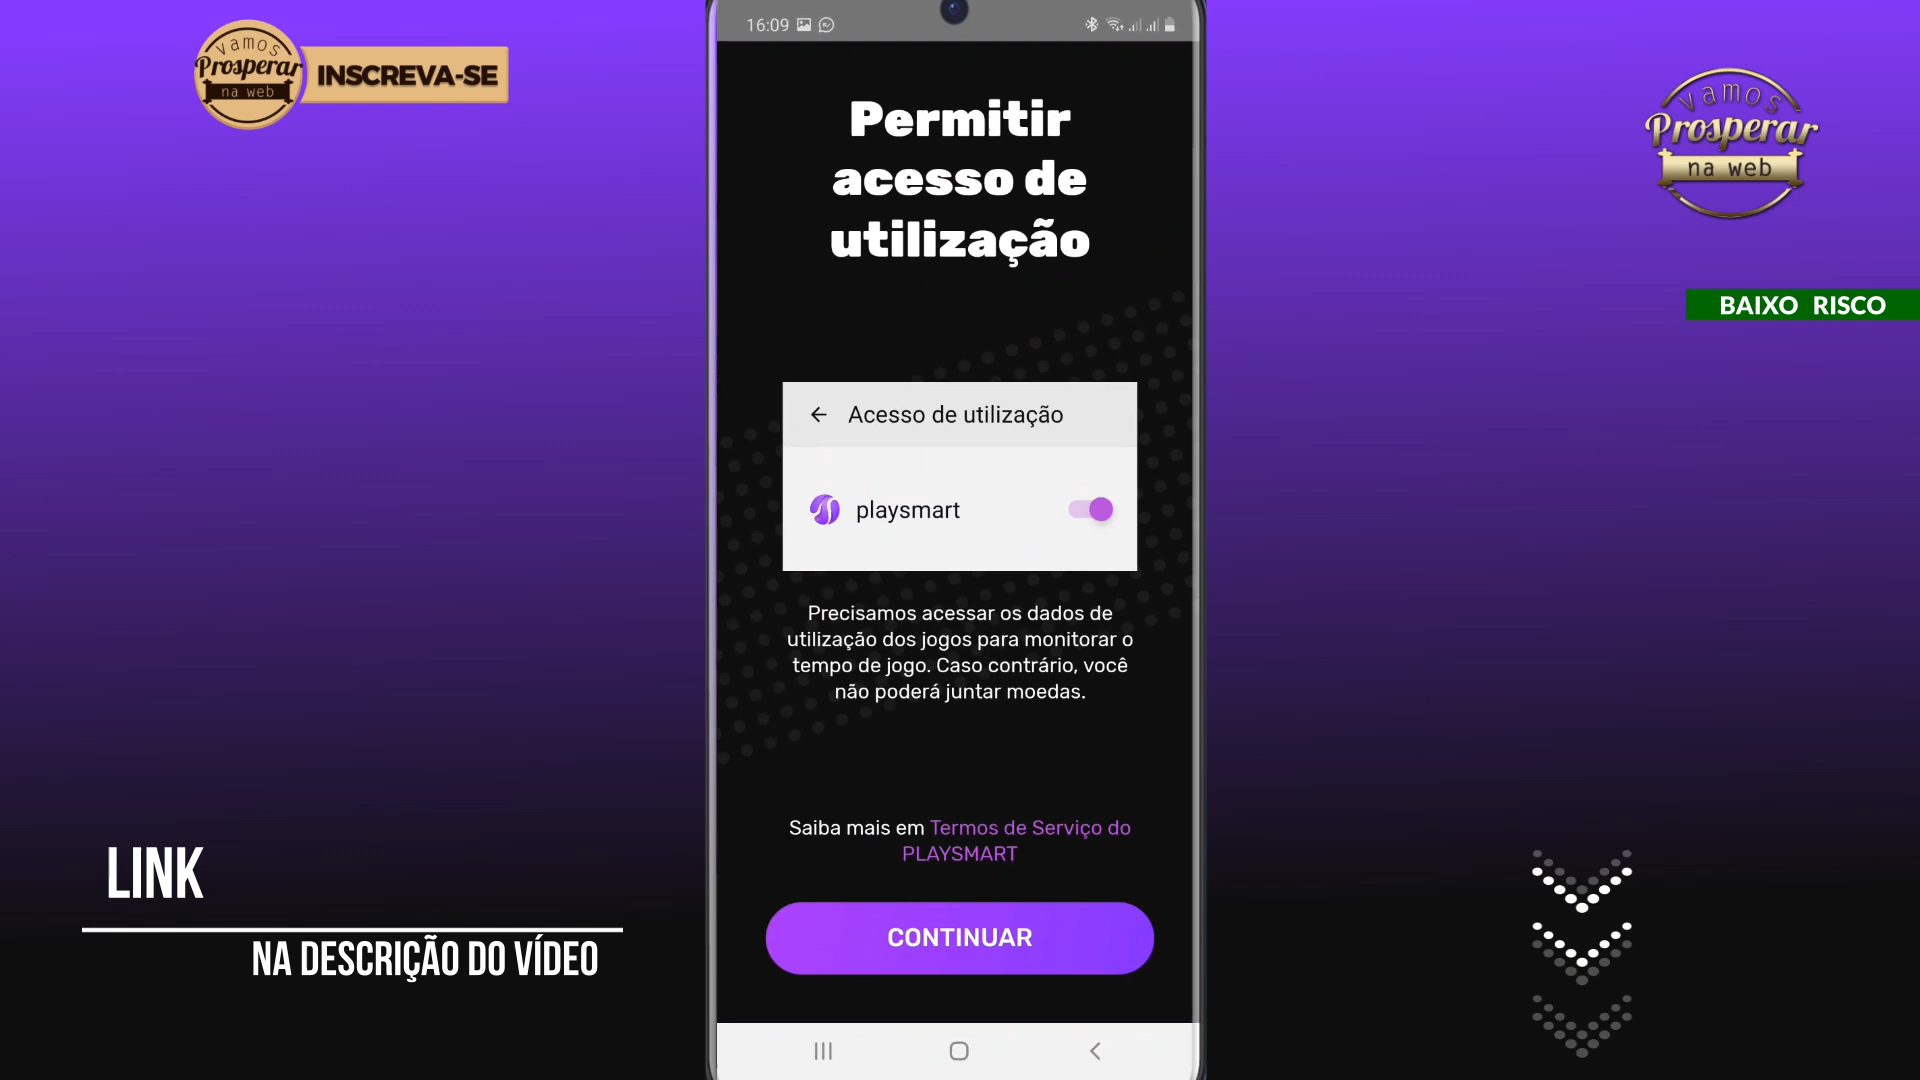 vamos
Prosperar
na web
INSCREVA-SE
16:09
Permitir
acesso de
utilização
vamos
Prosperar
na web
BAIXO RISCO
Acesso de utilização
playsmart
Precisamos acessar os dados de
utilização dos jogos para monitorar o
tempo de jogo. Caso contrário, você
não poderá juntar moedas.
Saiba mais em Termos de Serviço do
PLAYSMART
CONTINUAR
LINK
NA DESCRIÇÃO DO VÍDEO